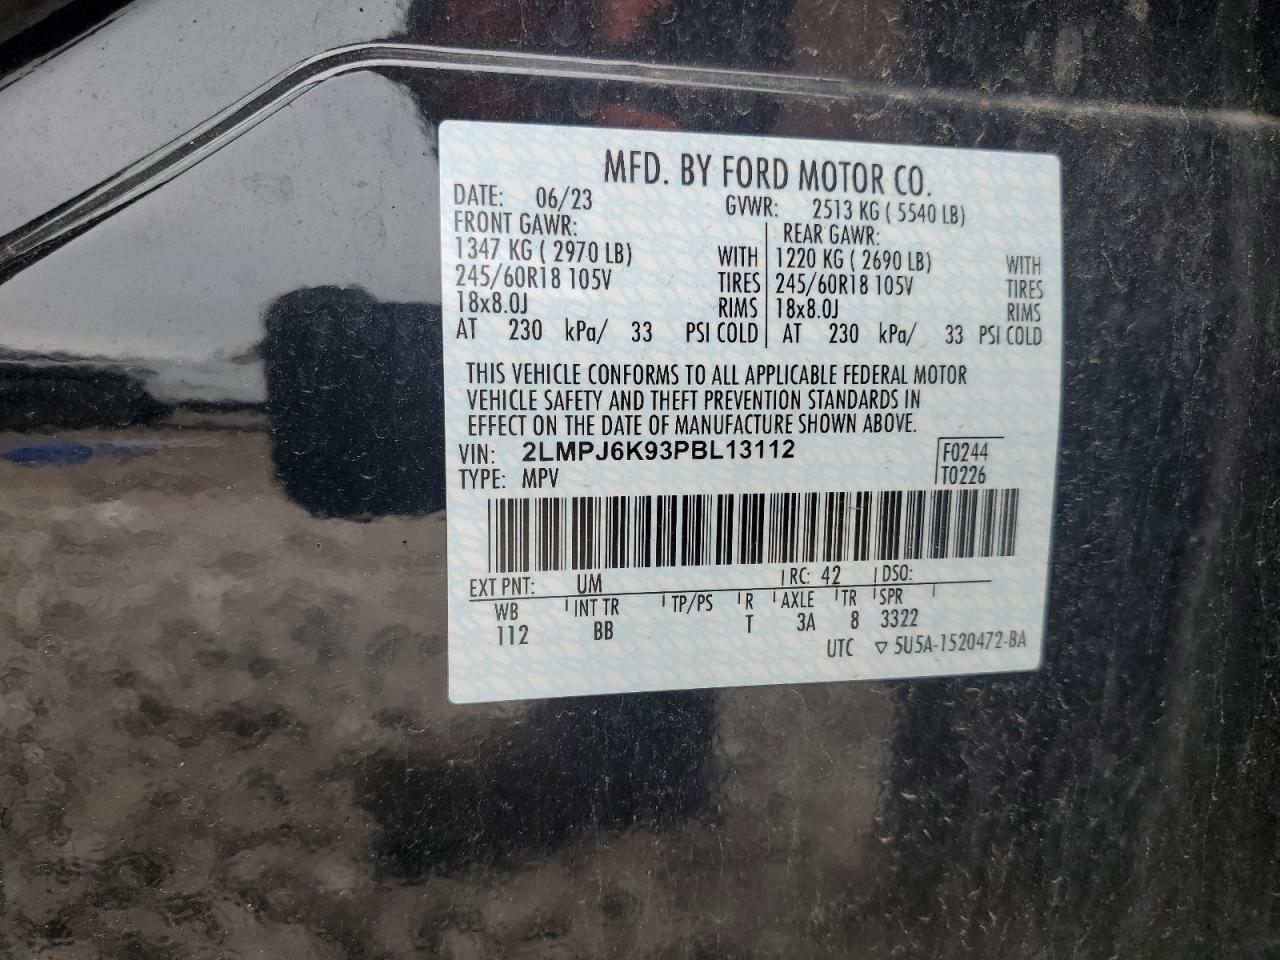 MFD. BY FORD MOTOR CO.
DATE: 06/23 GVWR: 2513 KG ( 5540 LB)
FRONT GAWR: REAR GAWR:
1347 KG ( 2970 LB) WITH 1220 KG ( 2690 LB) WITH
245/60R18 105V TIRES 245/60R18 105V TIRES
18x8.0J RIMS 18x8.0J RIMS
AT 230 kPa/ 33 PSI COLD AT 230 kPa/ 33 PSI COLD
THIS VEHICLE CONFORMS TO ALL APPLICABLE FEDERAL MOTOR
VEHICLE SAFETY AND THEFT PREVENTION STANDARDS IN
EFFECT ON THE DATE OF MANUFACTURE SHOWN ABOVE.
VIN: 2LMPJ6K93PBL13112 F0244
TYPE: MPV T0226
EXT PNT: UM RC: 42 DSO:
WB INT TR TP/PS R AXLE TR SPR
112 BB T 3A 8 3322
UTC ▽ 5U5A-1520472-BA